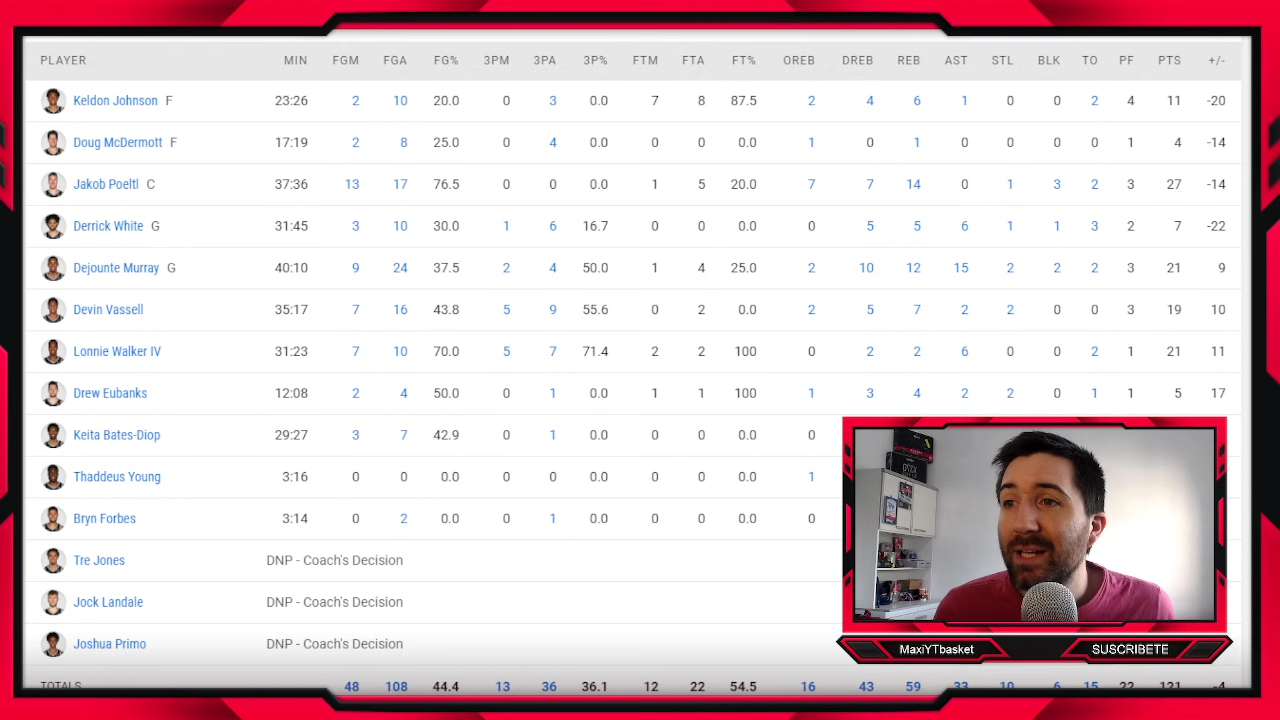 PLAYER MIN FGM FGA FG% 3PM 3PA 3P% FTM FTA FT% OREB DREB REB AST STL BLK TO PF PTS +/-
Keldon Johnson F 23:26 2 10 20.0 0 3 0.0 7 8 87.5 2 4 6 1 0 0 2 4 11 -20
Doug McDermott F 17:19 2 8 25.0 0 4 0.0 0 0 0.0 1 0 1 0 0 0 0 1 4 -14
Jakob Poeltl C 37:36 13 17 76.5 0 0 0.0 1 5 20.0 7 7 14 0 1 3 2 3 27 -14
Derrick White G 31:45 3 10 30.0 1 6 16.7 0 0 0.0 0 5 5 6 1 1 3 2 7 -22
Dejounte Murray G 40:10 9 24 37.5 2 4 50.0 1 4 25.0 2 10 12 15 2 2 2 3 21 9
Devin Vassell 35:17 7 16 43.8 5 9 55.6 0 2 0.0 2 5 7 2 2 0 0 3 19 10
Lonnie Walker IV 31:23 7 10 70.0 5 7 71.4 2 2 100 0 2 2 6 0 0 2 1 21 11
Drew Eubanks 12:08 2 4 50.0 0 1 0.0 1 1 100 1 3 4 2 2 0 1 1 5 17
Keita Bates-Diop 29:27 3 7 42.9 0 1 0.0 0 0 0.0 0
Thaddeus Young 3:16 0 0 0.0 0 0 0.0 0 0 0.0 1
Bryn Forbes 3:14 0 2 0.0 0 1 0.0 0 0 0.0 0
Tre Jones DNP - Coach's Decision
Jock Landale DNP - Coach's Decision
Joshua Primo DNP - Coach's Decision
MaxiYTbasket SUSCRIBETE
TOTALS 48 108 44.4 13 36 36.1 12 22 54.5 16 43 59 33 10 6 15 22 121 -4